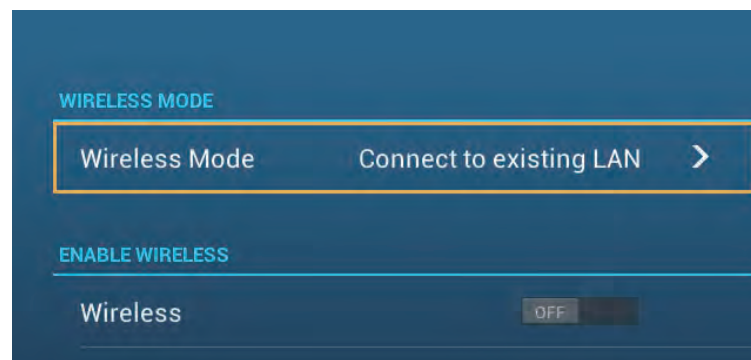 WIRELESS MODE
Wireless Mode Connect to existing LAN >
ENABLE WIRELESS
Wireless OFF